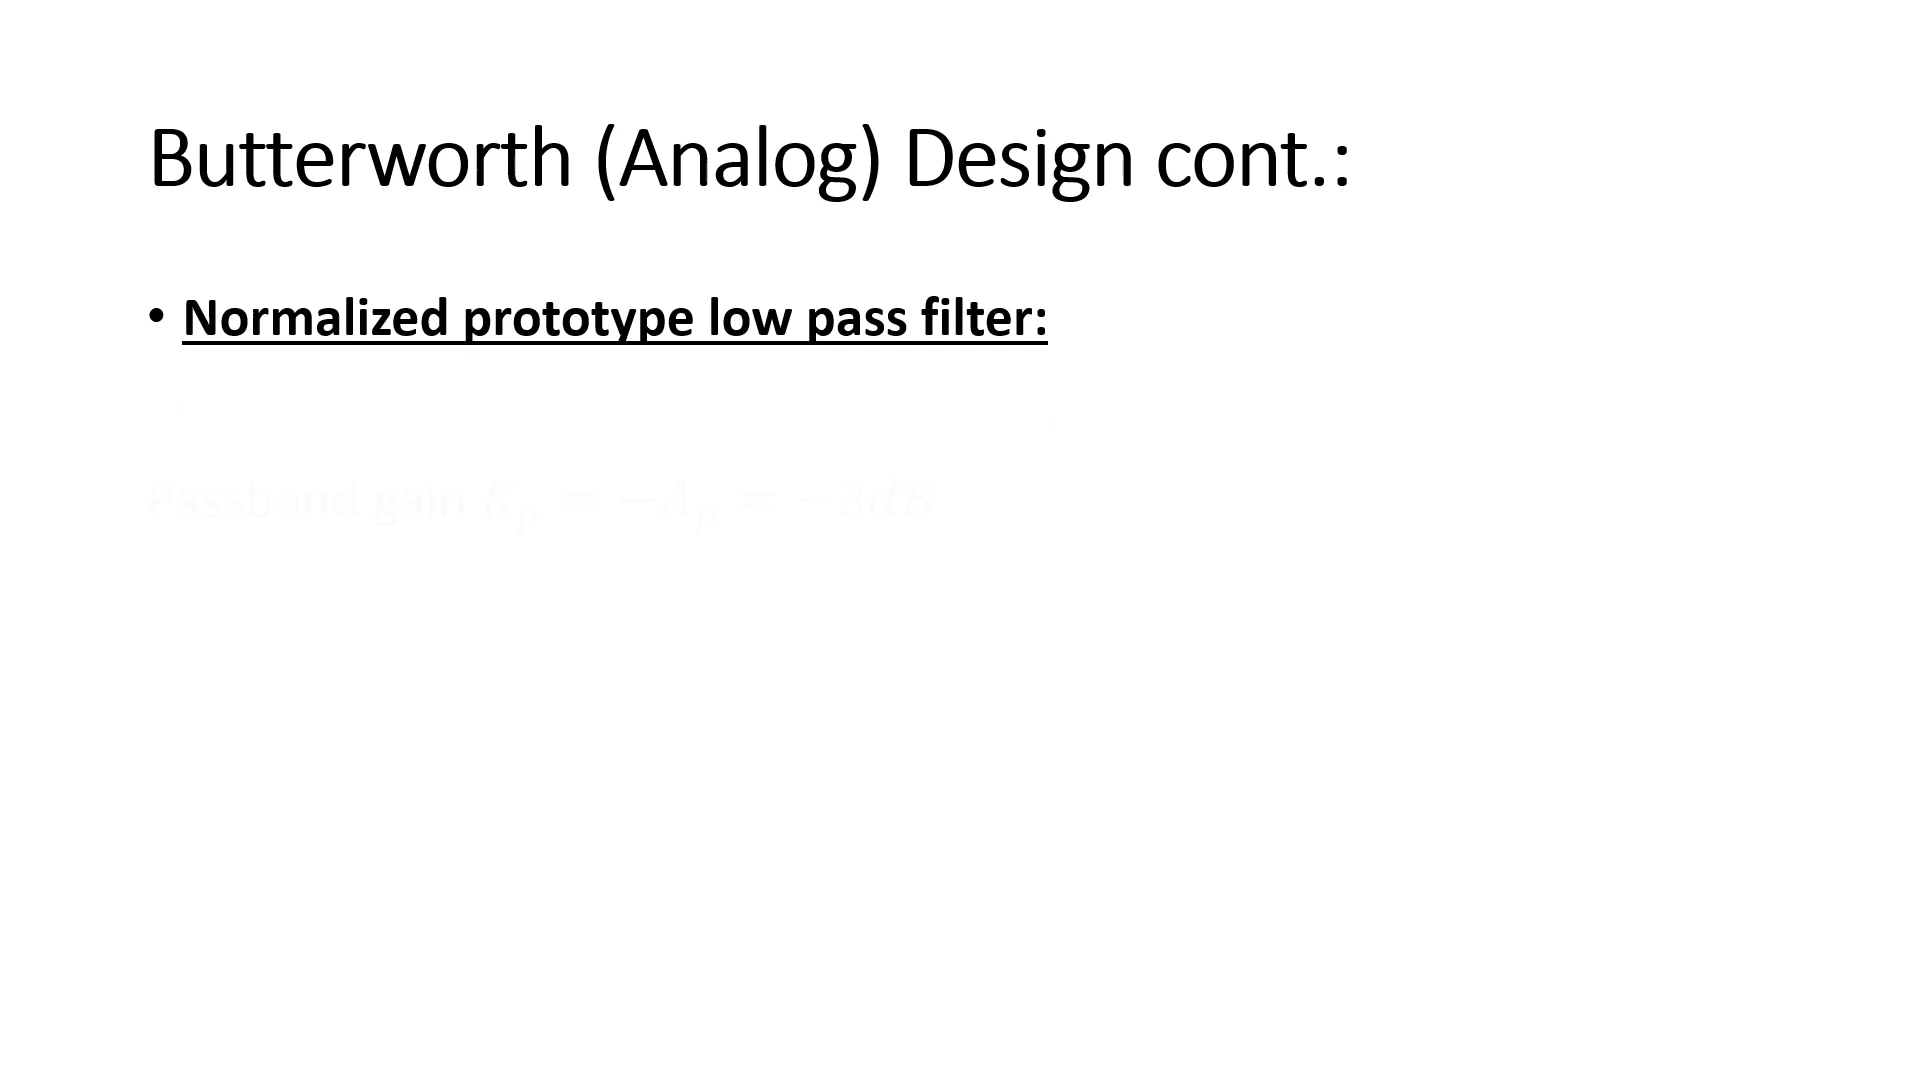 Butterworth (Analog) Design cont.:
• Normalized prototype low pass filter:
Passband gain Kₚ = −Aₚ = −3dB